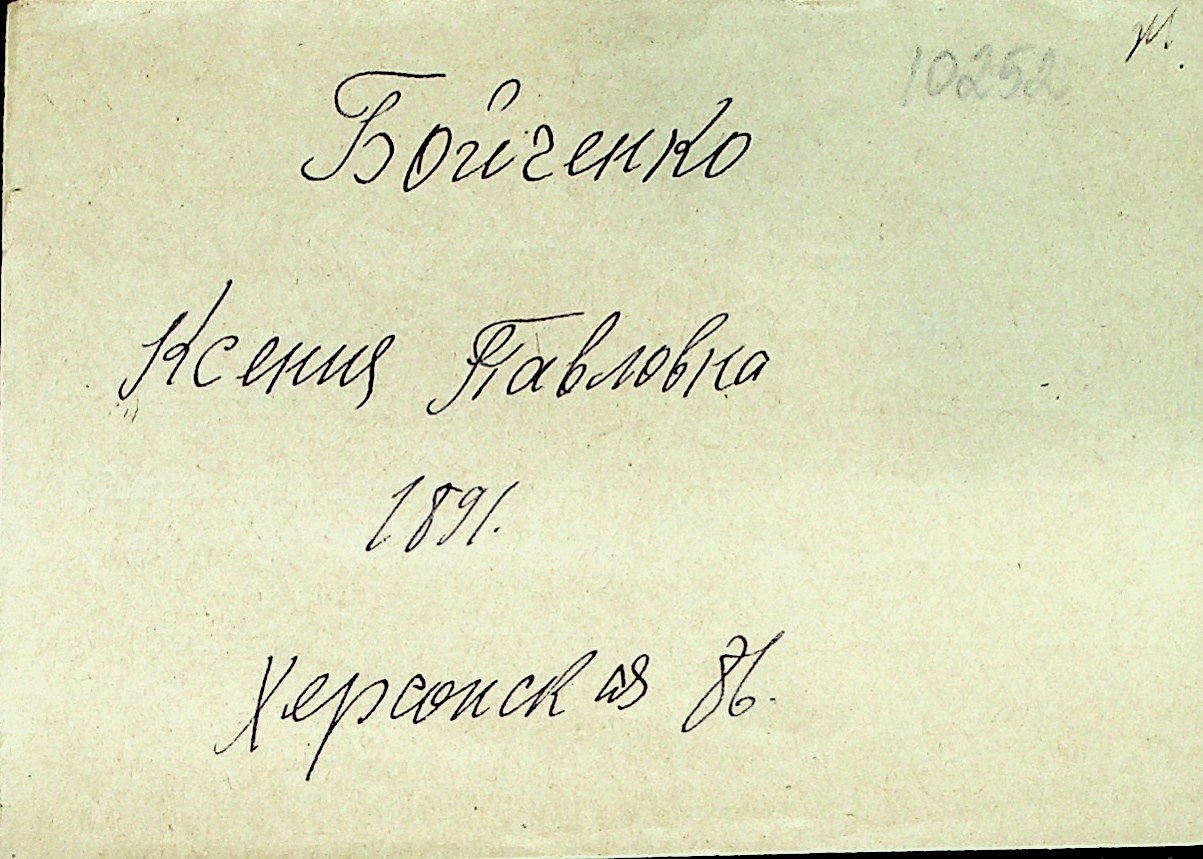 10252
Бойченко
Ксения Павловна
1891.
Херсонская 86.